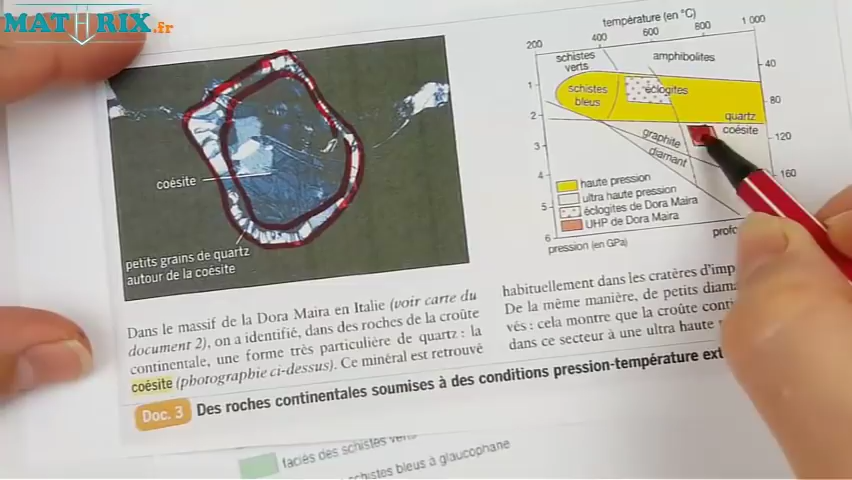 MATHRIX.fr
coésite
petits grains de quartz
autour de la coésite
température (en °C)
200 400 600 800 1 000
schistes
verts
amphibolites
schistes
bleus
éclogites
quartz
coésite
graphite
diamant
1
2
3
4
5
6
40
80
120
160
haute pression
ultra haute pression
éclogites de Dora Maira
UHP de Dora Maira
pression (en GPa)
Dans le massif de la Dora Maira en Italie (voir carte du
document 2), on a identifié, dans des roches de la croûte
continentale, une forme très particulière de quartz : la
coésite (photographie ci-dessus). Ce minéral est retrouvé
habituellement dans les cratères d'imp
De la même manière, de petits diama
vés : cela montre que la croûte conti
dans ce secteur à une ultra haute
Doc. 3 Des roches continentales soumises à des conditions pression-température ext
faciès des schistes verts
schistes bleus à glaucophane